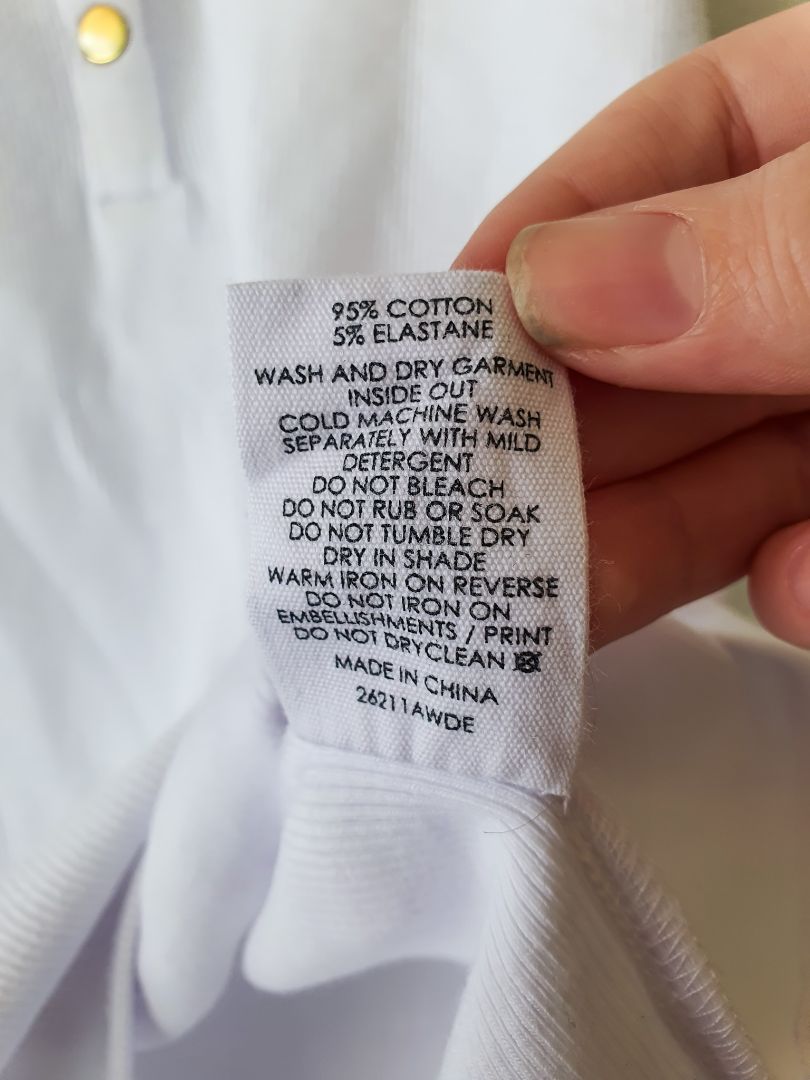 95% COTTON
5% ELASTANE
WASH AND DRY GARMENT
INSIDE OUT
COLD MACHINE WASH
SEPARATELY WITH MILD
DETERGENT
DO NOT BLEACH
DO NOT RUB OR SOAK
DO NOT TUMBLE DRY
DRY IN SHADE
WARM IRON ON REVERSE
DO NOT IRON ON
EMBELLISHMENTS / PRINT
DO NOT DRYCLEAN
MADE IN CHINA
26211AWDE